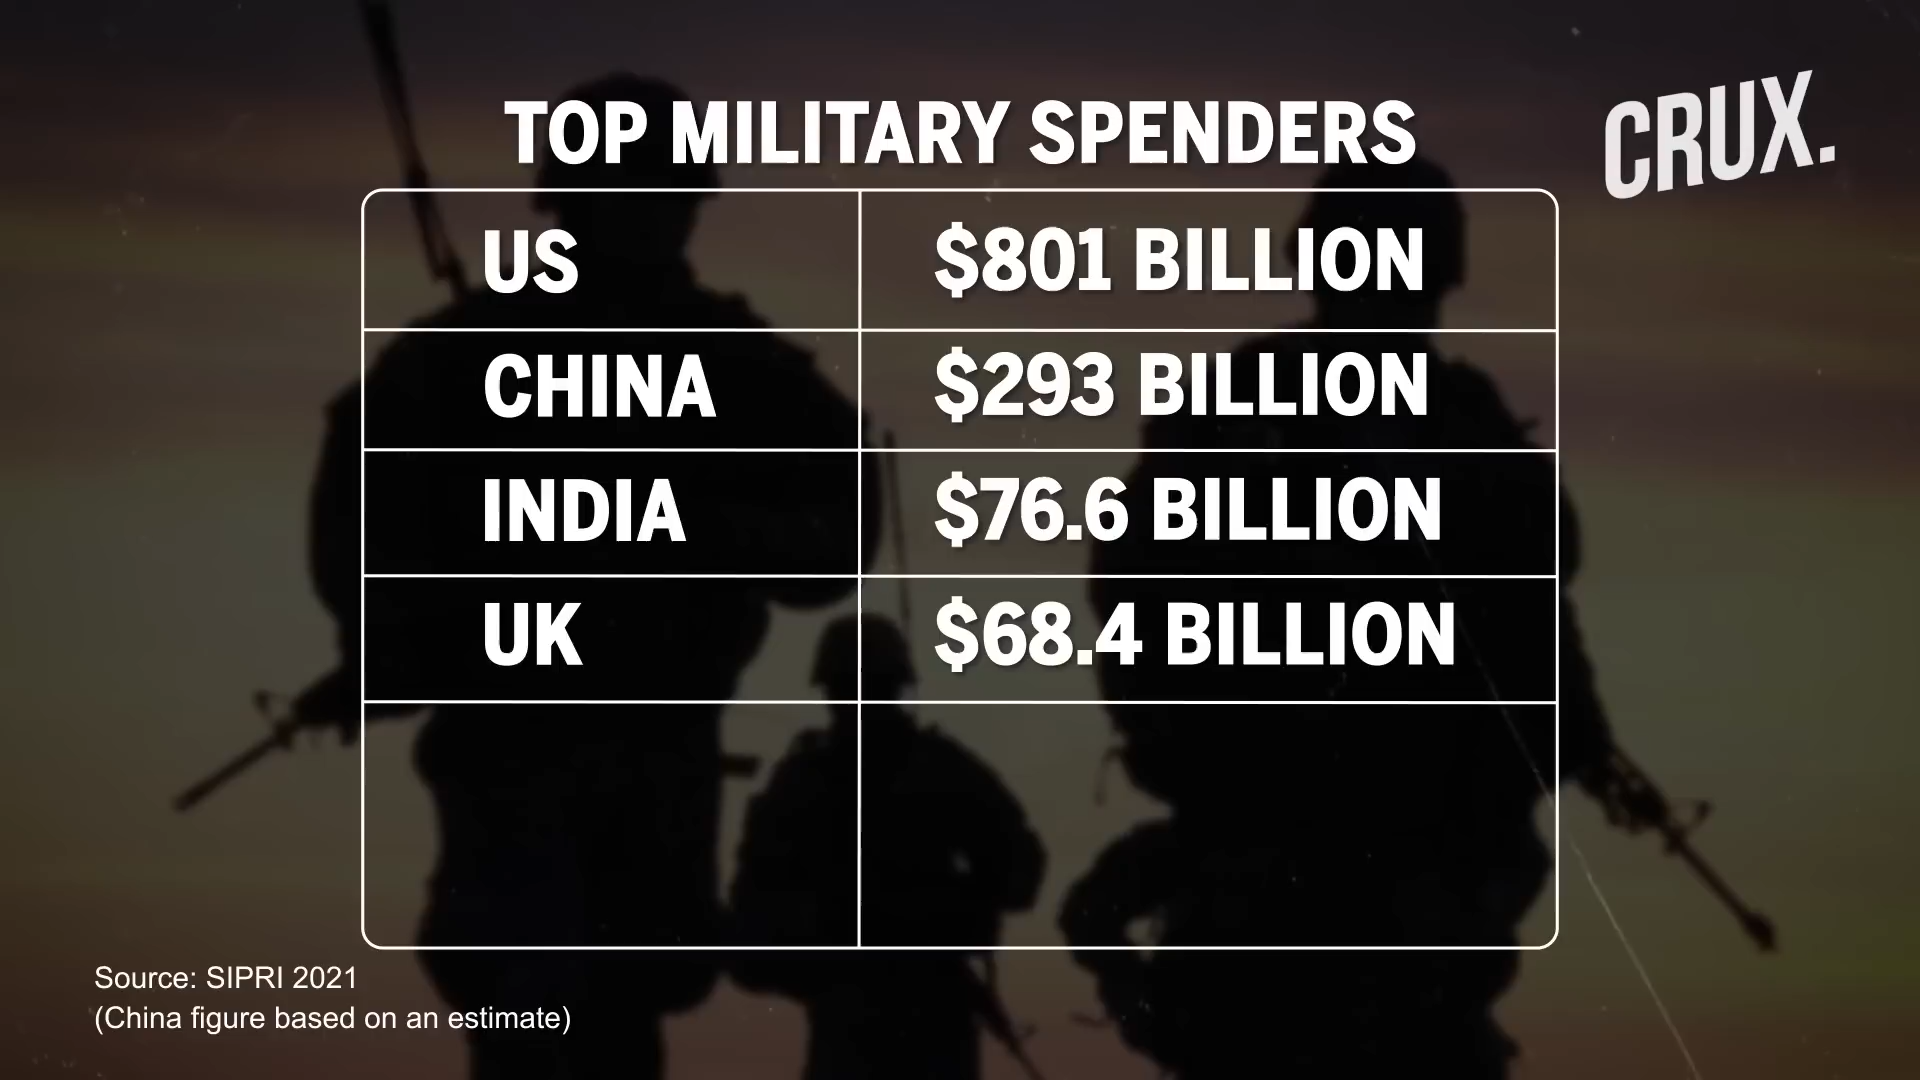 TOP MILITARY SPENDERS
CRUX.
US $801 BILLION
CHINA $293 BILLION
INDIA $76.6 BILLION
UK $68.4 BILLION
Source: SIPRI 2021
(China figure based on an estimate)